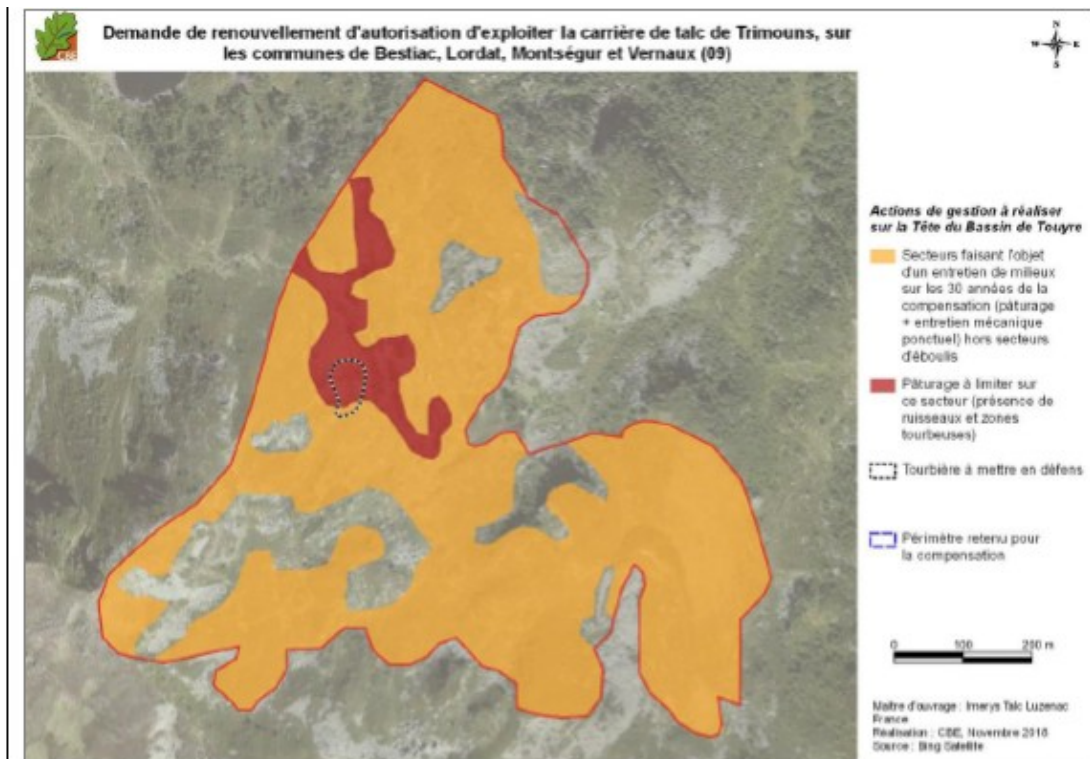 Demande de renouvellement d'autorisation d'exploiter la carrière de talc de Trimouns, sur
les communes de Bestiac, Lordat, Montségur et Vernaux (09)
CBE
N
W E
S
Actions de gestion à réaliser
sur la Tête du Bassin de Touyre
Secteurs faisant l'objet
d'un entretien de milieux
sur les 30 années de la
compensation (pâturage
+ entretien mécanique
ponctuel) hors secteurs
d'éboulis
Pâturage à limiter sur
ce secteur (présence de
ruisseaux et zones
tourbeuses)
Tourbière à mettre en défens
Périmètre retenu pour
la compensation
0 100 200 m
Maître d'ouvrage : Imerys Talc Luzenac
France
Réalisation : CBE, Novembre 2018
Source : Bing Satellite